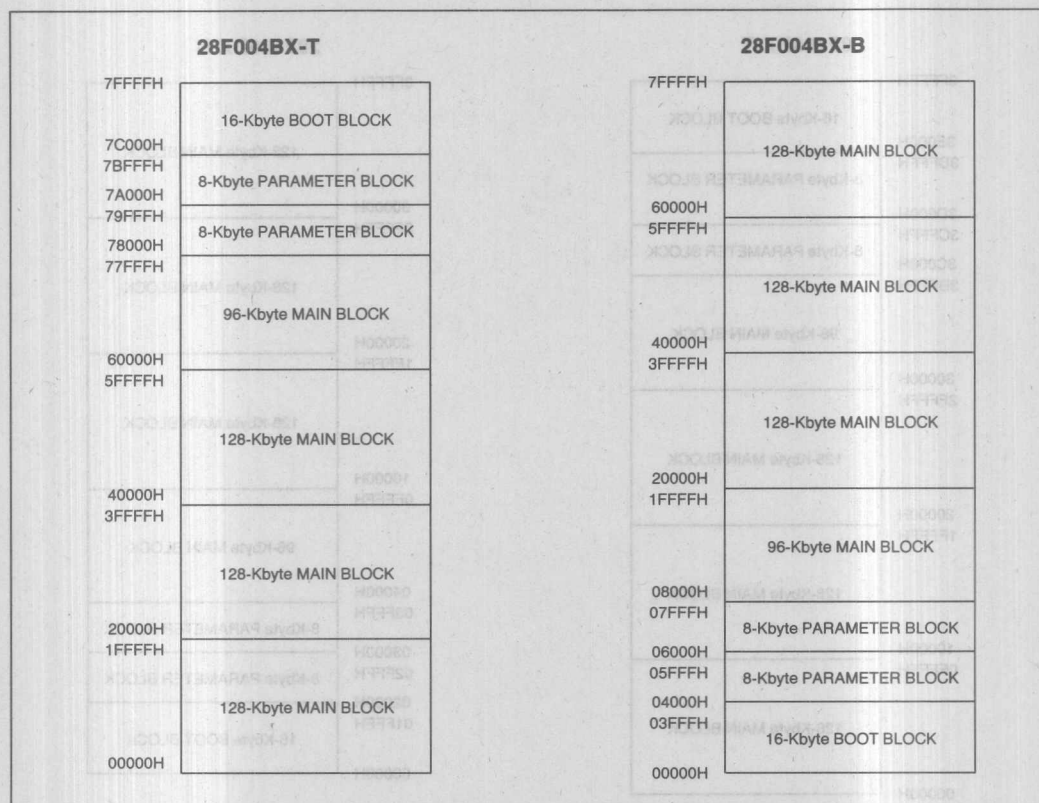 28F004BX-T
7FFFFH
16-Kbyte BOOT BLOCK
7C000H
7BFFFH
8-Kbyte PARAMETER BLOCK
7A000H
79FFFH
8-Kbyte PARAMETER BLOCK
78000H
77FFFH
96-Kbyte MAIN BLOCK
60000H
5FFFFH
128-Kbyte MAIN BLOCK
40000H
3FFFFH
128-Kbyte MAIN BLOCK
20000H
1FFFFH
128-Kbyte MAIN BLOCK
00000H
28F004BX-B
7FFFFH
128-Kbyte MAIN BLOCK
60000H
5FFFFH
128-Kbyte MAIN BLOCK
40000H
3FFFFH
128-Kbyte MAIN BLOCK
20000H
1FFFFH
96-Kbyte MAIN BLOCK
08000H
07FFFH
8-Kbyte PARAMETER BLOCK
06000H
05FFFH
8-Kbyte PARAMETER BLOCK
04000H
03FFFH
16-Kbyte BOOT BLOCK
00000H